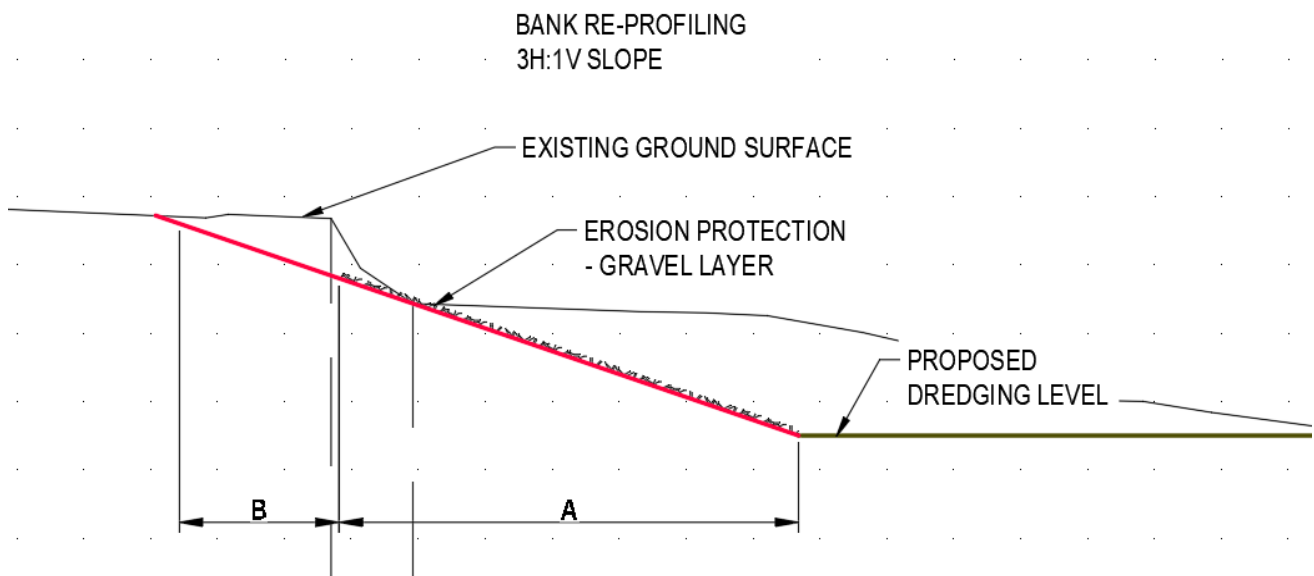 BANK RE-PROFILING
3H:1V SLOPE
EXISTING GROUND SURFACE
EROSION PROTECTION
- GRAVEL LAYER
PROPOSED
DREDGING LEVEL
B
A